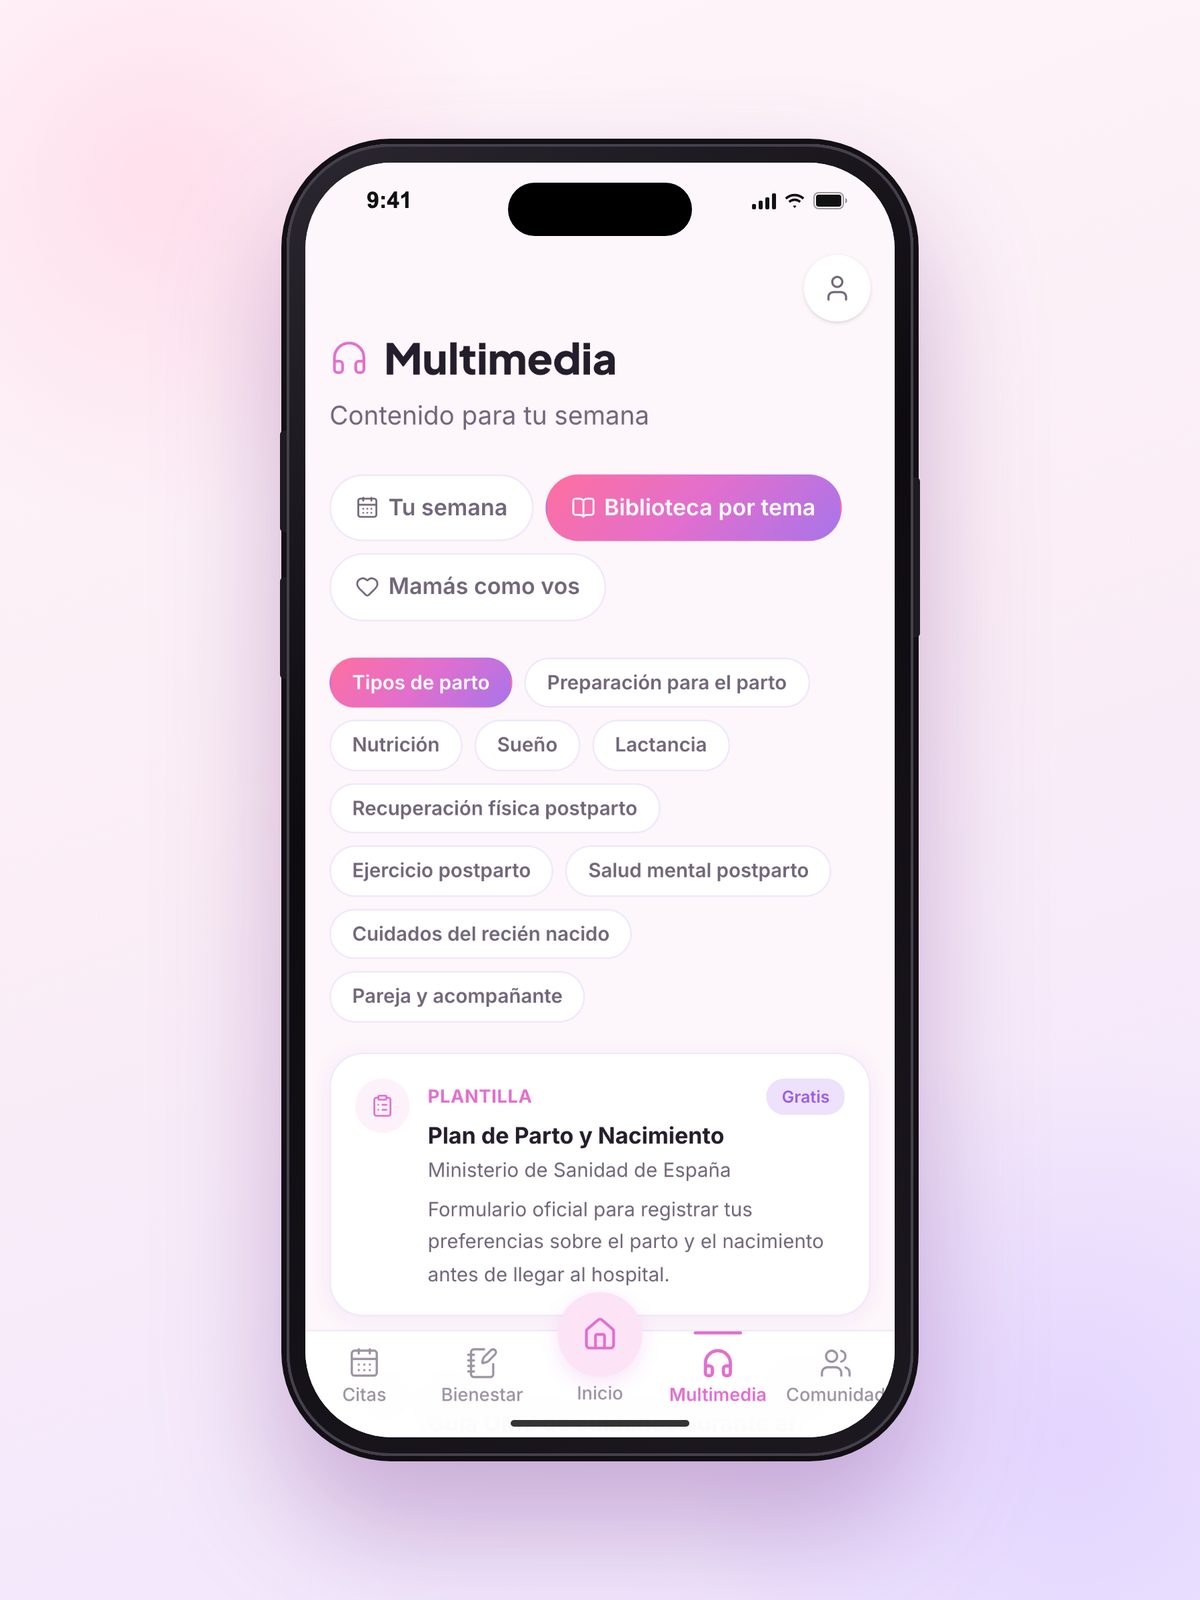 9:41
Multimedia
Contenido para tu semana
Tu semana
Biblioteca por tema
Mamás como vos
Tipos de parto
Preparación para el parto
Nutrición
Sueño
Lactancia
Recuperación física postparto
Ejercicio postparto
Salud mental postparto
Cuidados del recién nacido
Pareja y acompañante
PLANTILLA
Gratis
Plan de Parto y Nacimiento
Ministerio de Sanidad de España
Formulario oficial para registrar tus
preferencias sobre el parto y el nacimiento
antes de llegar al hospital.
Citas
Bienestar
Inicio
Multimedia
Comunidad